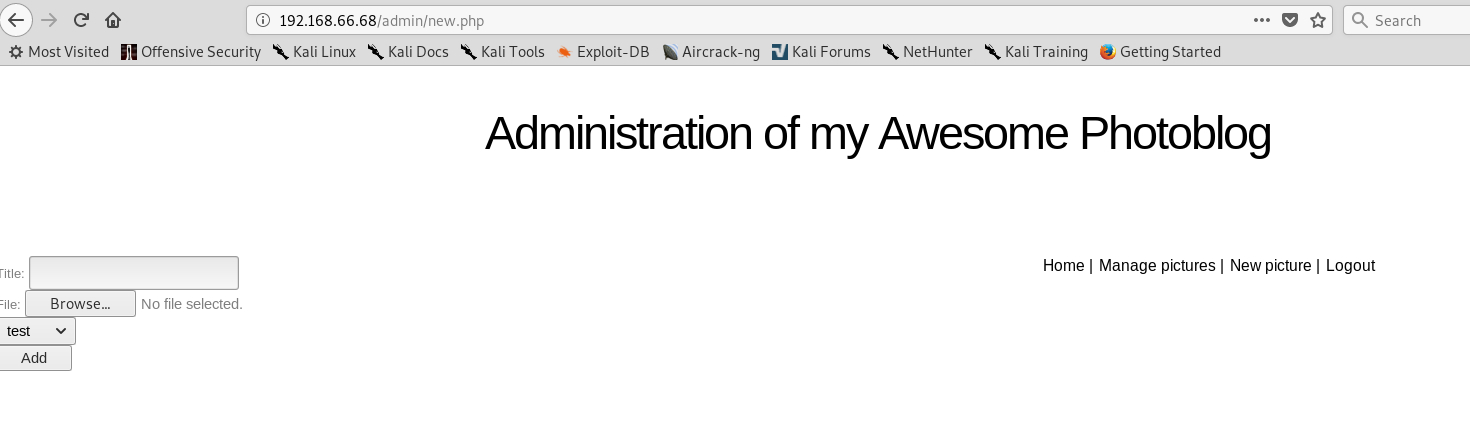 192.168.66.68/admin/new.php
Search
Most Visited Offensive Security Kali Linux Kali Docs Kali Tools Exploit-DB Aircrack-ng Kali Forums NetHunter Kali Training Getting Started
Administration of my Awesome Photoblog
Home | Manage pictures | New picture | Logout
Title:
File: Browse... No file selected.
test
Add